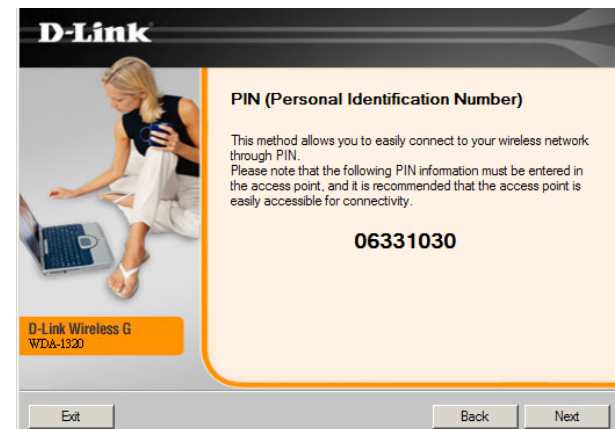 D-Link
PIN (Personal Identification Number)
This method allows you to easily connect to your wireless network
through PIN.
Please note that the following PIN information must be entered in
the access point, and it is recommended that the access point is
easily accessible for connectivity.
06331030
D-Link Wireless G
WDA-1320
Exit
Back
Next